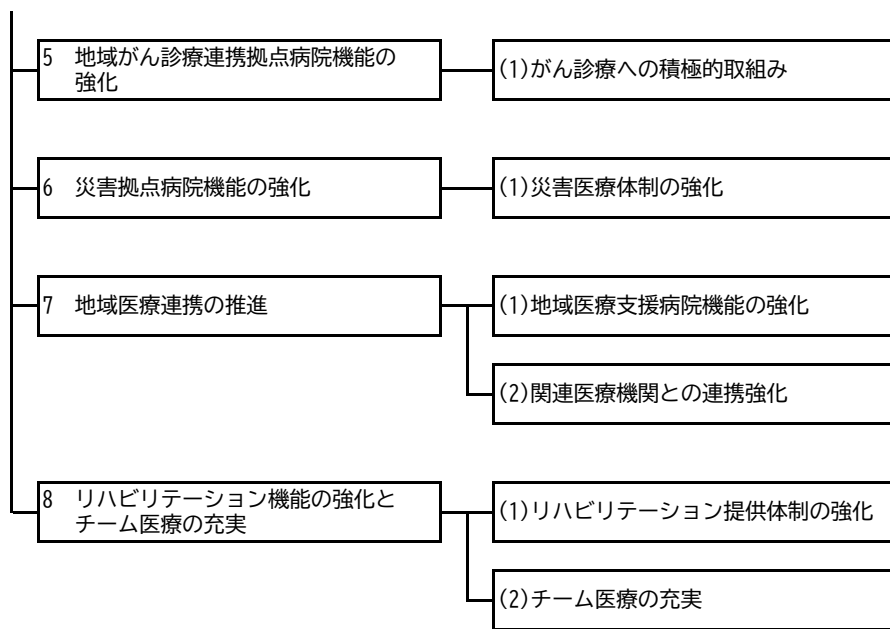 5 地域がん診療連携拠点病院機能の
強化
(1)がん診療への積極的取組み
6 災害拠点病院機能の強化
(1)災害医療体制の強化
7 地域医療連携の推進
(1)地域医療支援病院機能の強化
(2)関連医療機関との連携強化
8 リハビリテーション機能の強化と
チーム医療の充実
(1)リハビリテーション提供体制の強化
(2)チーム医療の充実